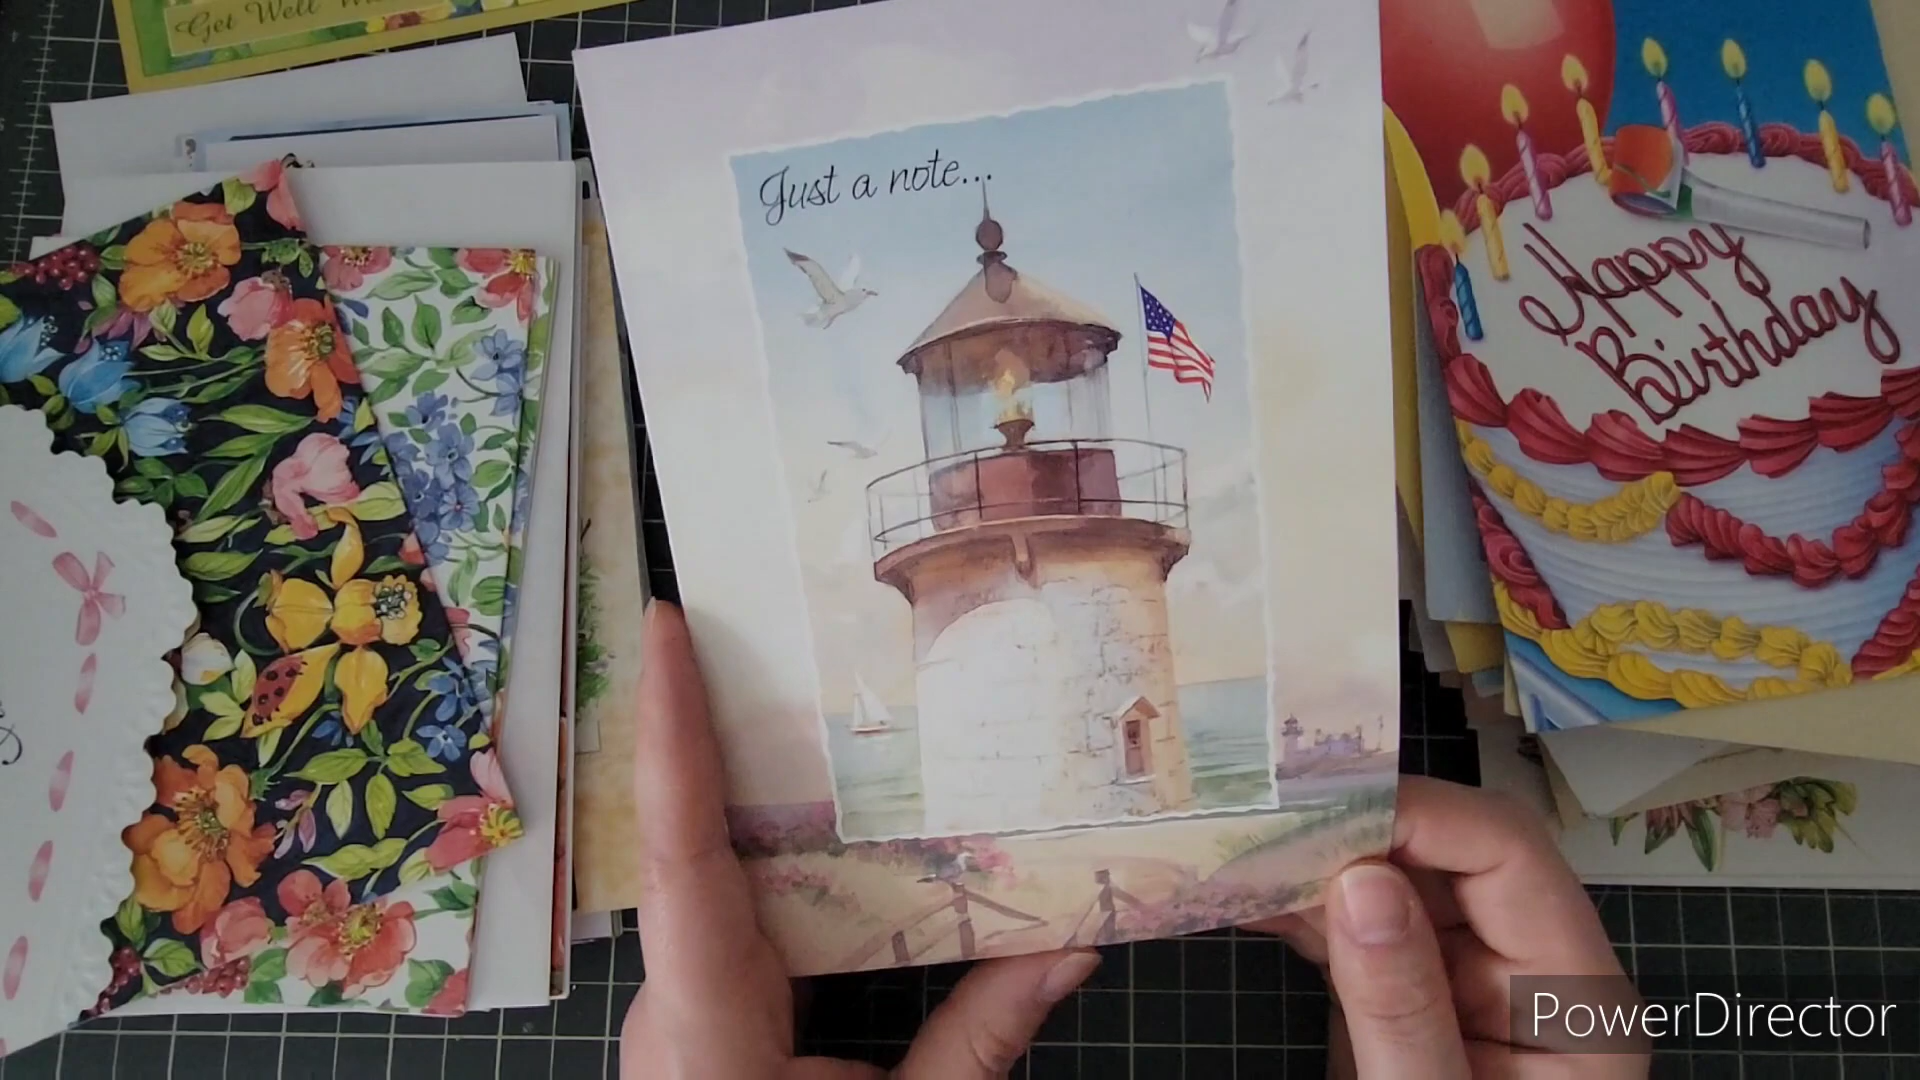 Get Well
Just a note...
Happy
Birthday
PowerDirector